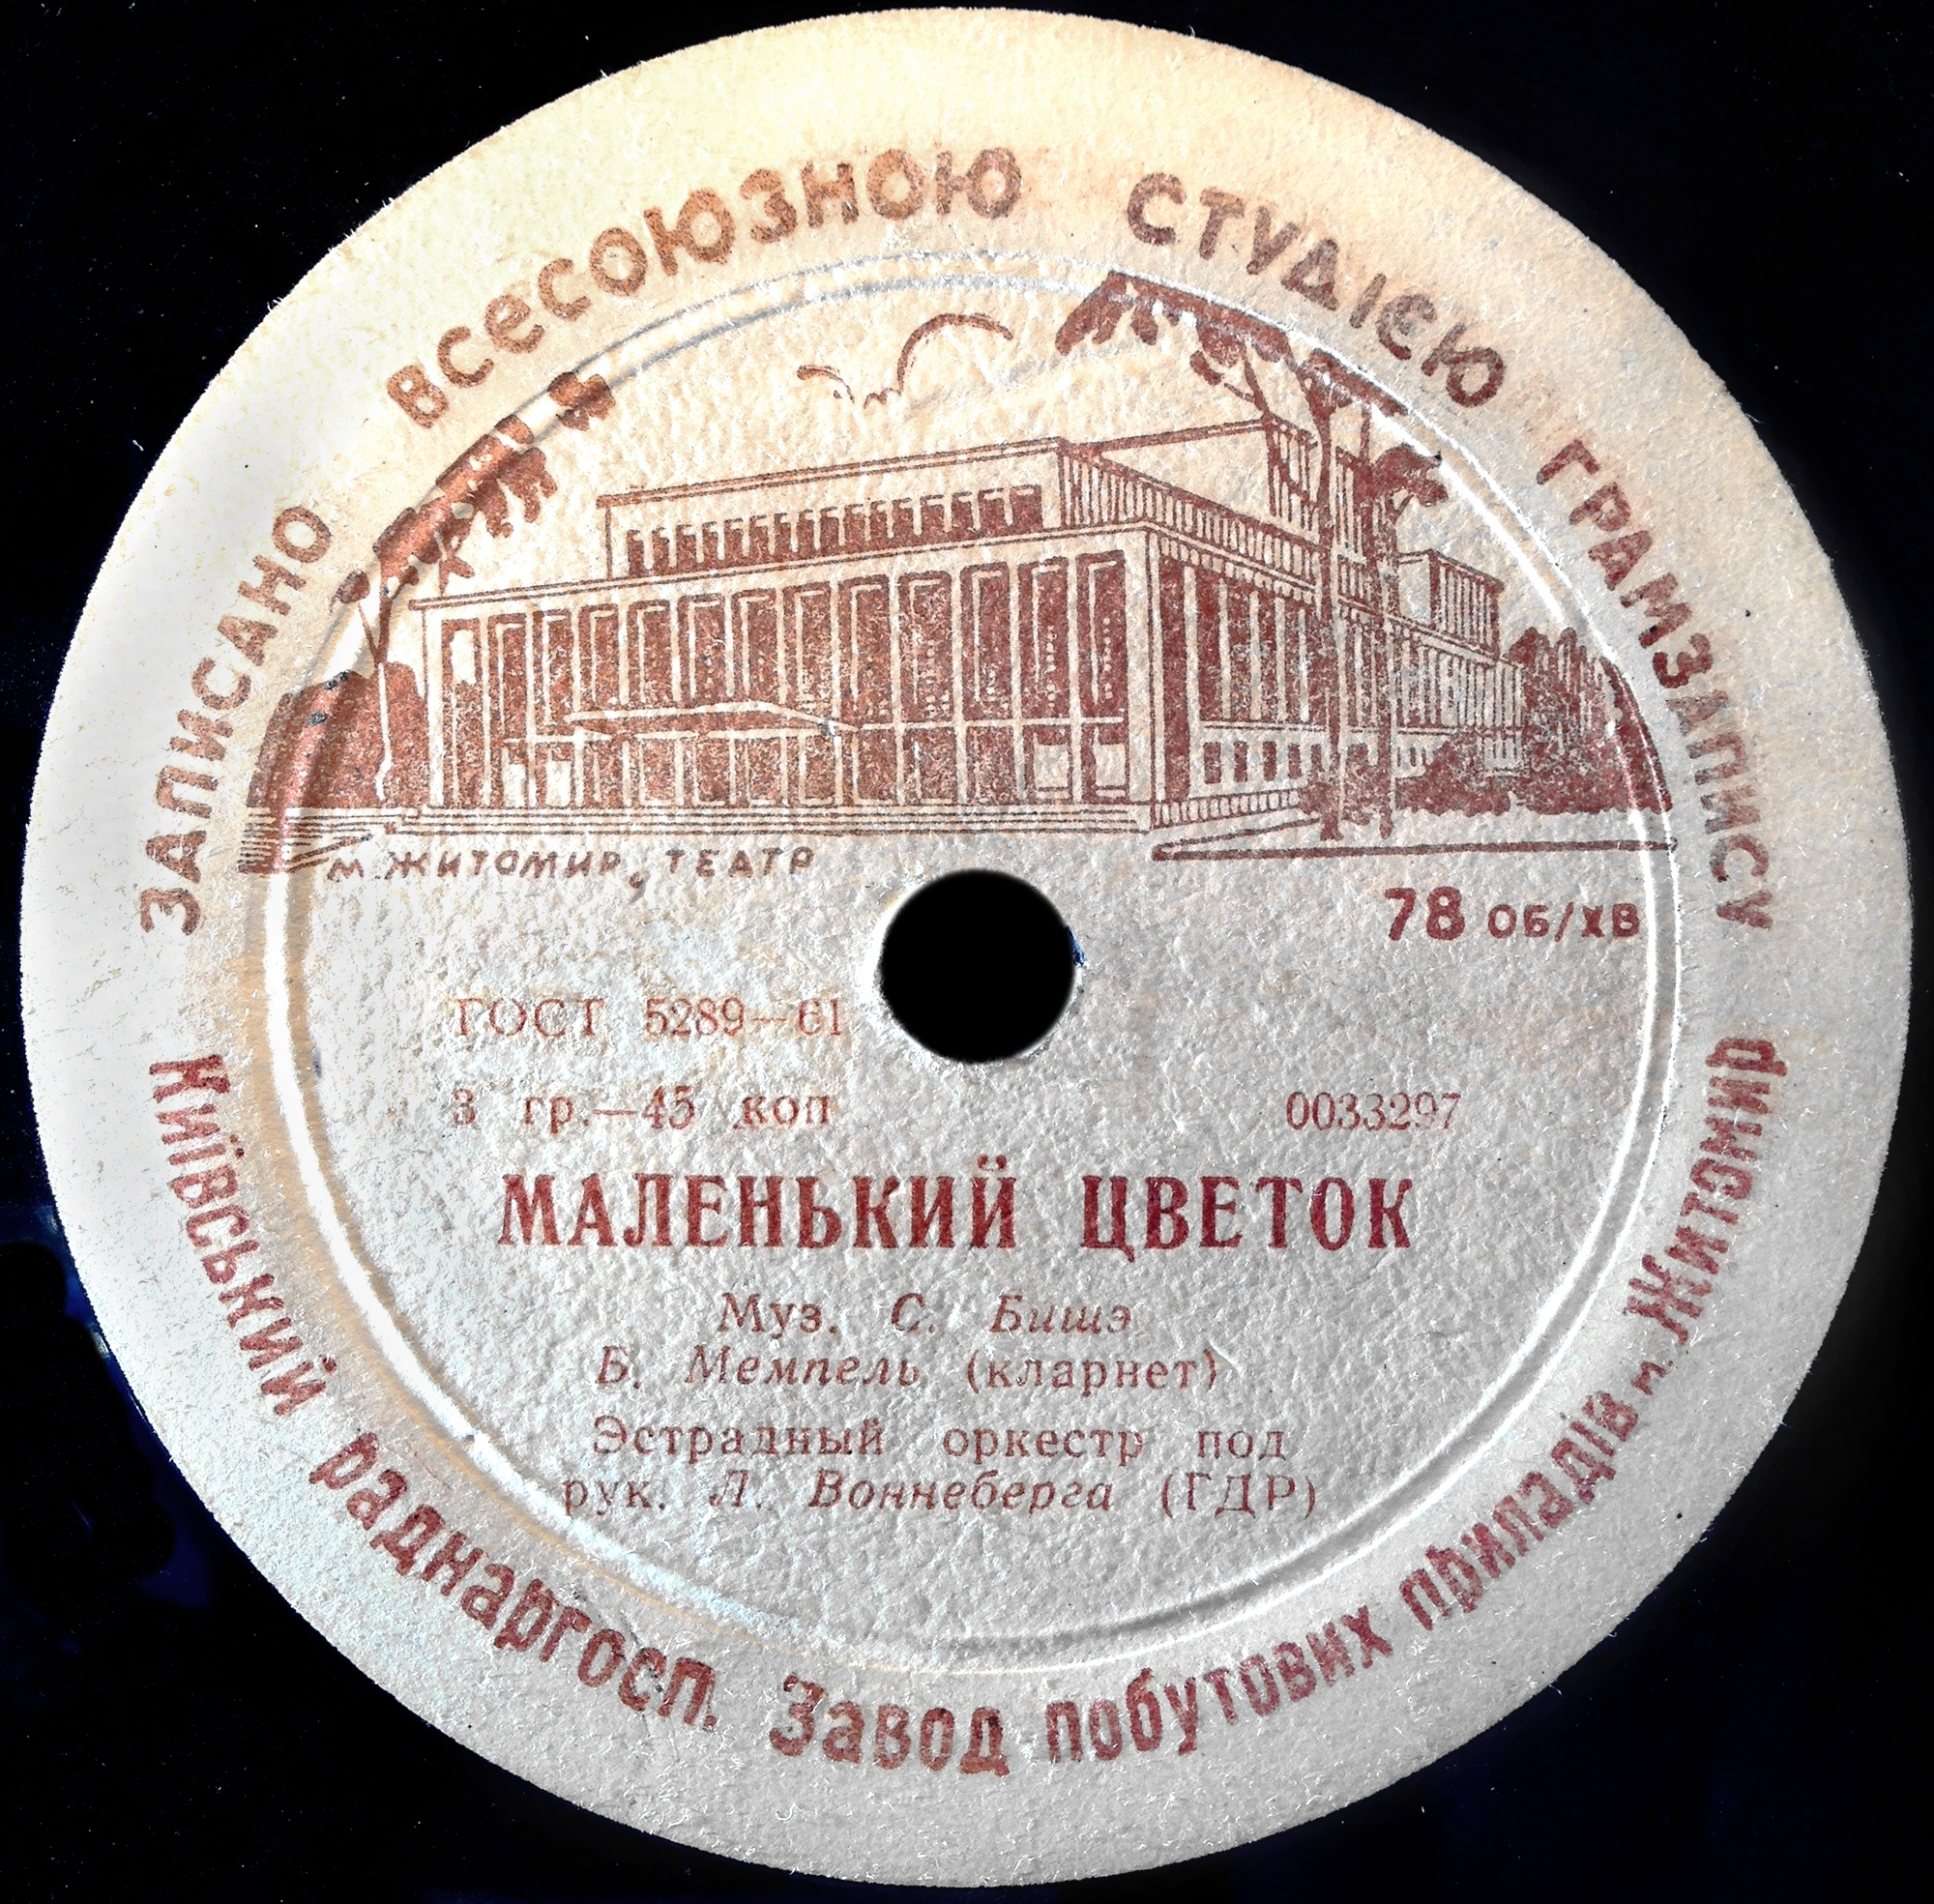 ЗАПИСАНО ВСЕСОЮЗНОЮ СТУДІЄЮ ГРАМЗАПИСУ
м. ЖИТОМИР, ТЕАТР
78 ОБ/ХВ
ГОСТ 5289—61
3 гр.—45 коп 0033297
МАЛЕНЬКИЙ ЦВЕТОК
Муз. С. Бишэ
Б. Мемпель (кларнет)
Эстрадный оркестр под
рук. Л. Воннеберга (ГДР)
Київський раднаргосп. Завод побутових приладів м. Житомир